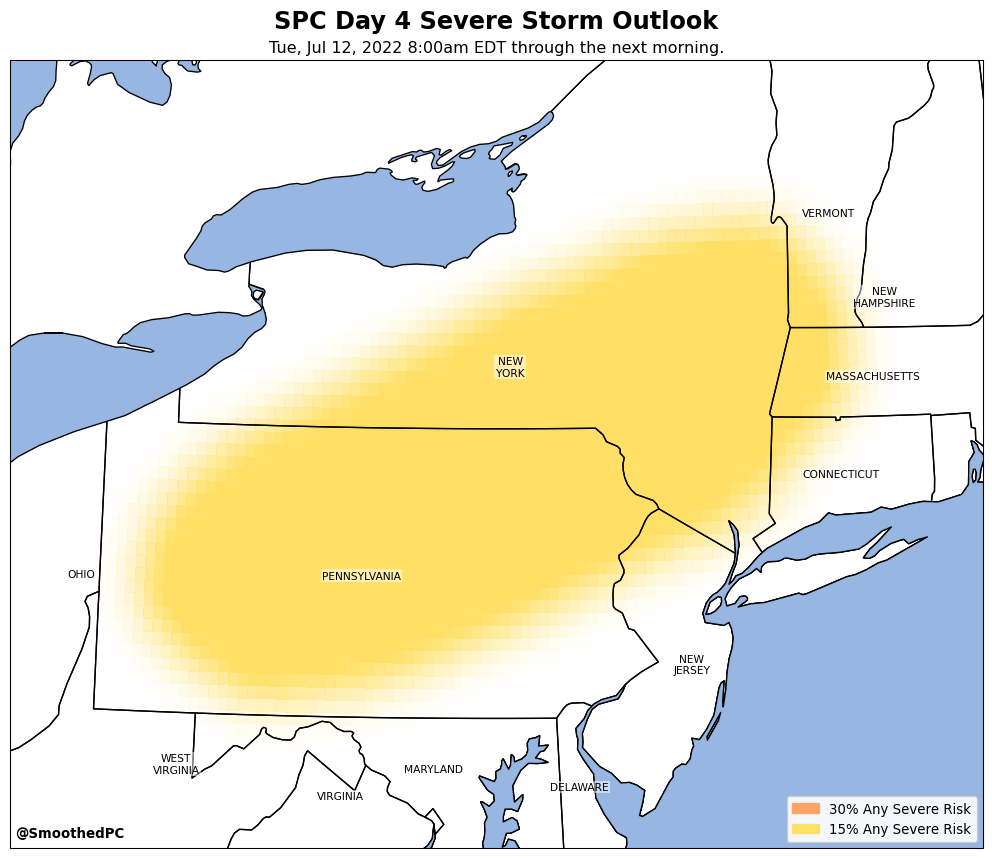 SPC Day 4 Severe Storm Outlook
Tue, Jul 12, 2022 8:00am EDT through the next morning.
VERMONT
NEW
HAMPSHIRE
NEW
YORK
MASSACHUSETTS
CONNECTICUT
OHIO
PENNSYLVANIA
NEW
JERSEY
WEST
VIRGINIA
MARYLAND
DELAWARE
VIRGINIA
30% Any Severe Risk
15% Any Severe Risk
@SmoothedPC